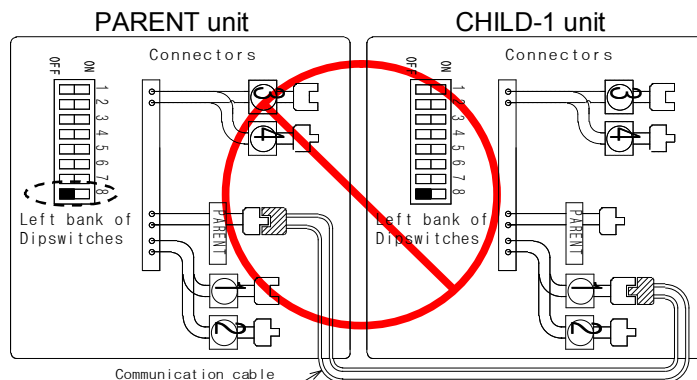 PARENT unit
Connectors
OFF
ON
1
2
3
4
5
6
7
8
Left bank of
Dipswitches
3
4
PARENT
1
2
Communication cable
CHILD-1 unit
Connectors
OFF
ON
1
2
3
4
5
6
7
8
Left bank of
Dipswitches
3
4
PARENT
1
2